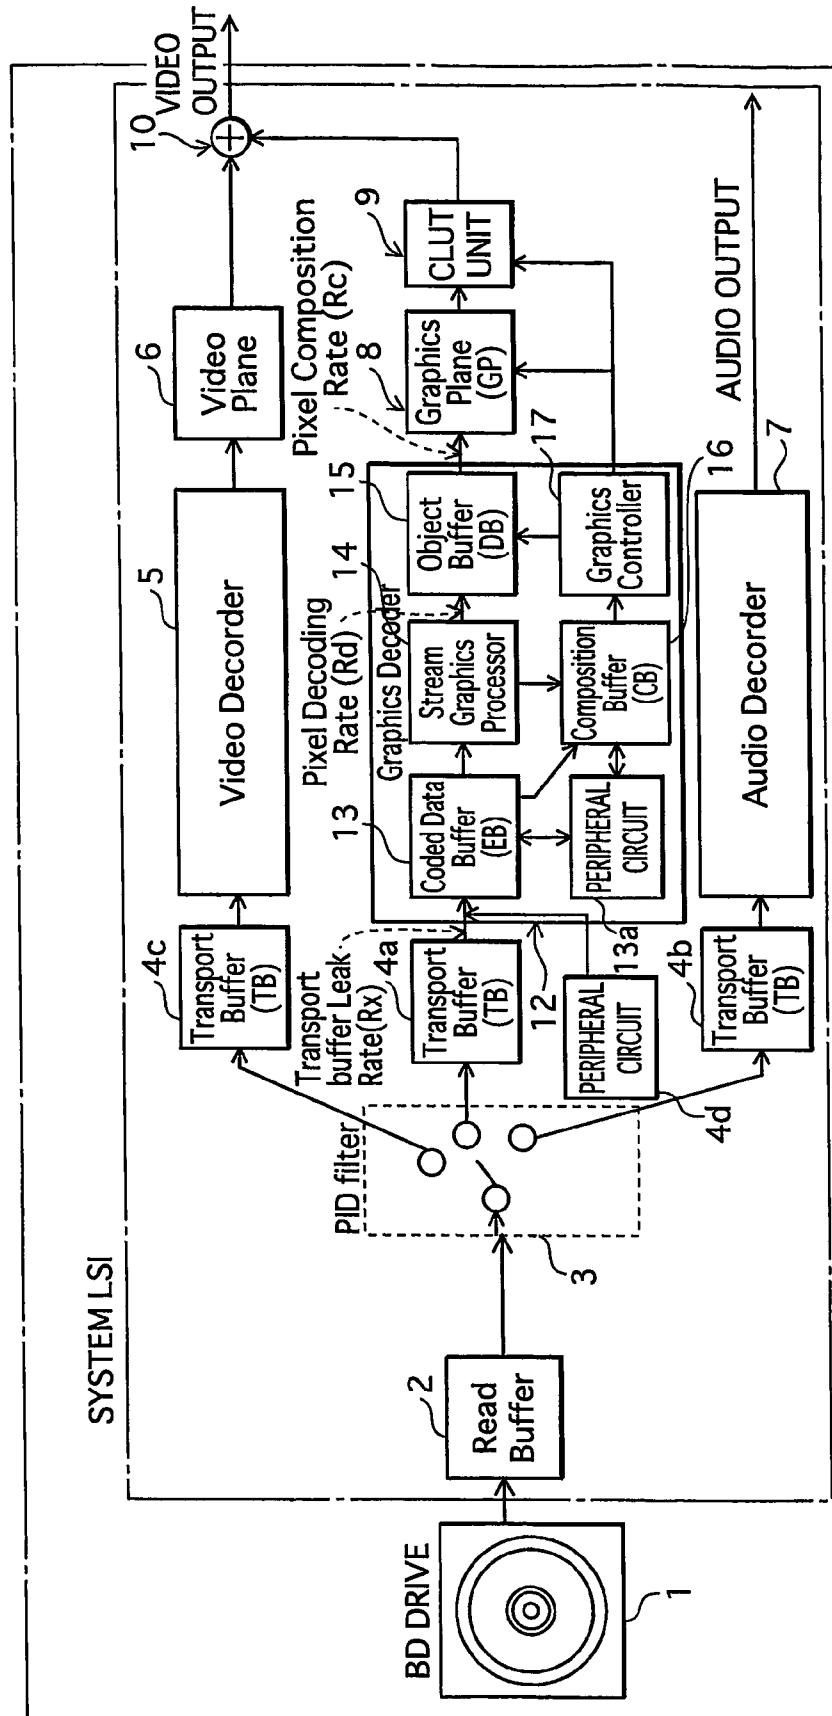 SYSTEM LSI
BD DRIVE
1
2
Read
Buffer
3
PID filter
4c
Transport
Buffer
(TB)
5
Video Decorder
6
Video
Plane
10
VIDEO
OUTPUT
Transport
buffer Leak
Rate(Rx)
4a
Transport
Buffer
(TB)
12
PERIPHERAL
CIRCUIT
4d
13
Coded Data
Buffer
(EB)
PERIPHERAL
CIRCUIT
13a
Pixel Decoding
Rate (Rd)
Graphics Decoder
14
Stream
Graphics
Processor
Composition
Buffer
(CB)
16
15
Object
Buffer
(DB)
17
Graphics
Controller
Pixel Composition
Rate (Rc)
8
Graphics
Plane
(GP)
9
CLUT
UNIT
4b
Transport
Buffer
(TB)
Audio Decorder
7
AUDIO OUTPUT